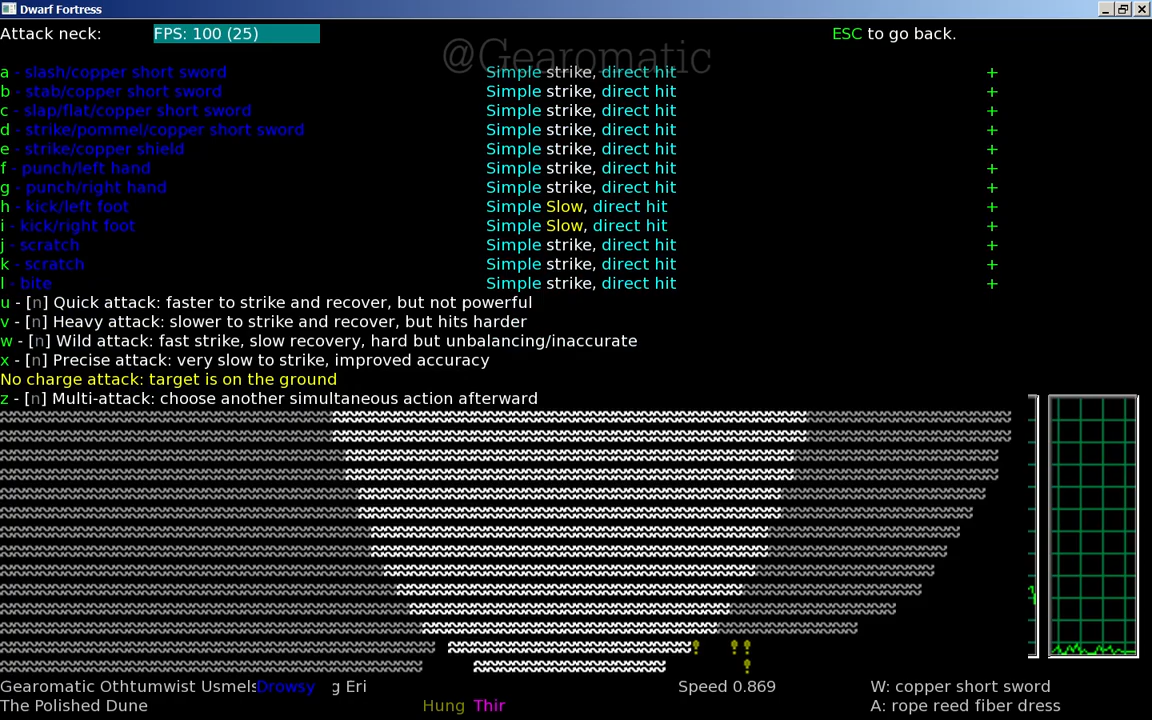 Dwarf Fortress
Attack neck: FPS: 100 (25) ESC to go back.
@Gearomatic
a - slash/copper short sword Simple strike, direct hit +
b - stab/copper short sword Simple strike, direct hit +
c - slap/flat/copper short sword Simple strike, direct hit +
d - strike/pommel/copper short sword Simple strike, direct hit +
e - strike/copper shield Simple strike, direct hit +
f - punch/left hand Simple strike, direct hit +
g - punch/right hand Simple strike, direct hit +
h - kick/left foot Simple Slow, direct hit +
i - kick/right foot Simple Slow, direct hit +
j - scratch Simple strike, direct hit +
k - scratch Simple strike, direct hit +
l - bite Simple strike, direct hit +
u - [n] Quick attack: faster to strike and recover, but not powerful
v - [n] Heavy attack: slower to strike and recover, but hits harder
w - [n] Wild attack: fast strike, slow recovery, hard but unbalancing/inaccurate
x - [n] Precise attack: very slow to strike, improved accuracy
No charge attack: target is on the ground
z - [n] Multi-attack: choose another simultaneous action afterward
Gearomatic Othtumwist Usmels Drowsy g Eri Speed 0.869 W: copper short sword
The Polished Dune Hung Thir A: rope reed fiber dress